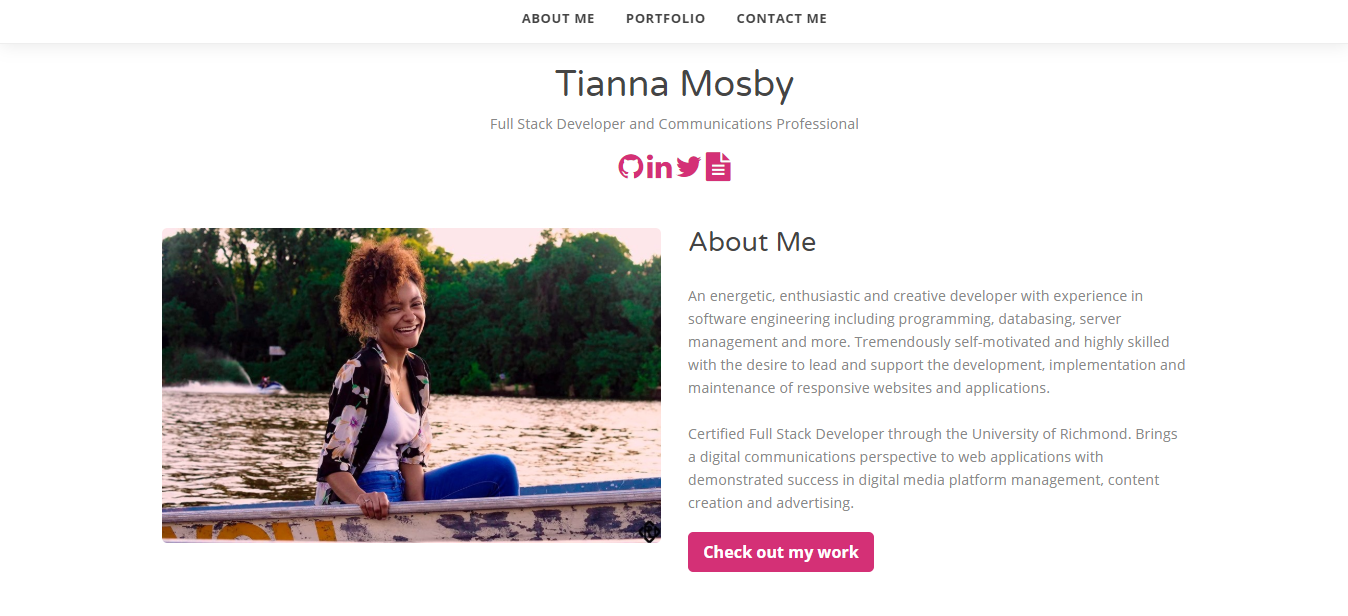 ABOUT ME PORTFOLIO CONTACT ME
Tianna Mosby
Full Stack Developer and Communications Professional
About Me
An energetic, enthusiastic and creative developer with experience in
software engineering including programming, databasing, server
management and more. Tremendously self-motivated and highly skilled
with the desire to lead and support the development, implementation and
maintenance of responsive websites and applications.
Certified Full Stack Developer through the University of Richmond. Brings
a digital communications perspective to web applications with
demonstrated success in digital media platform management, content
creation and advertising.
Check out my work